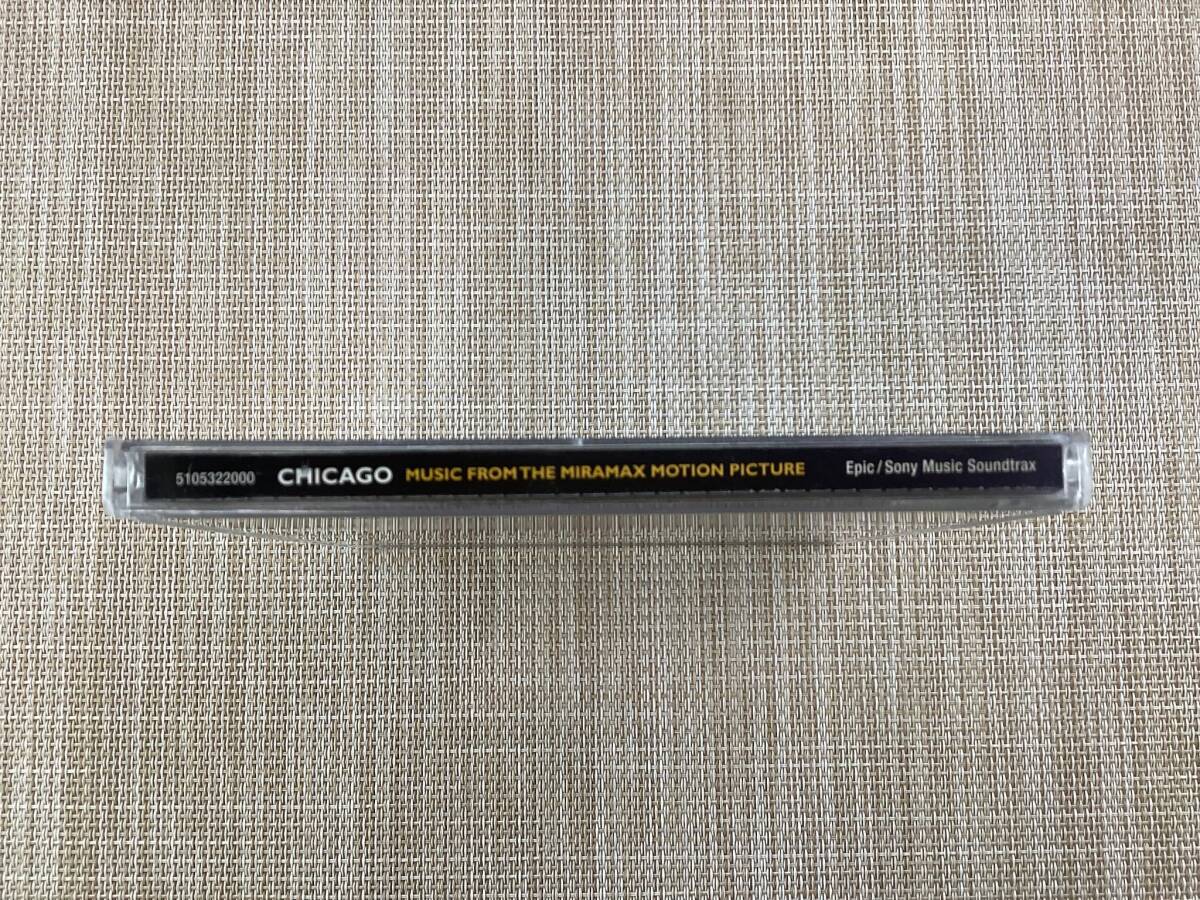 5105322000 CHICAGO MUSIC FROM THE MIRAMAX MOTION PICTURE Epic/Sony Music Soundtrax